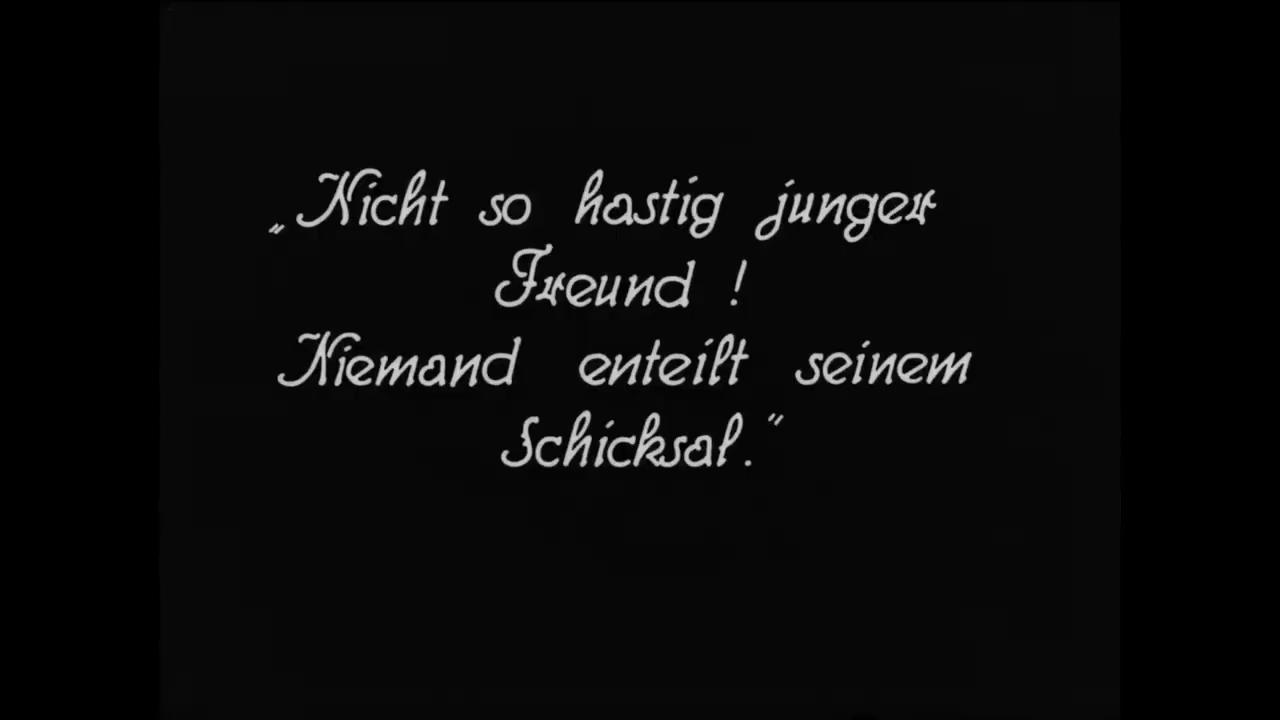 „Nicht so hastig junger
Freund !
Niemand enteilt seinem
Schicksal.“